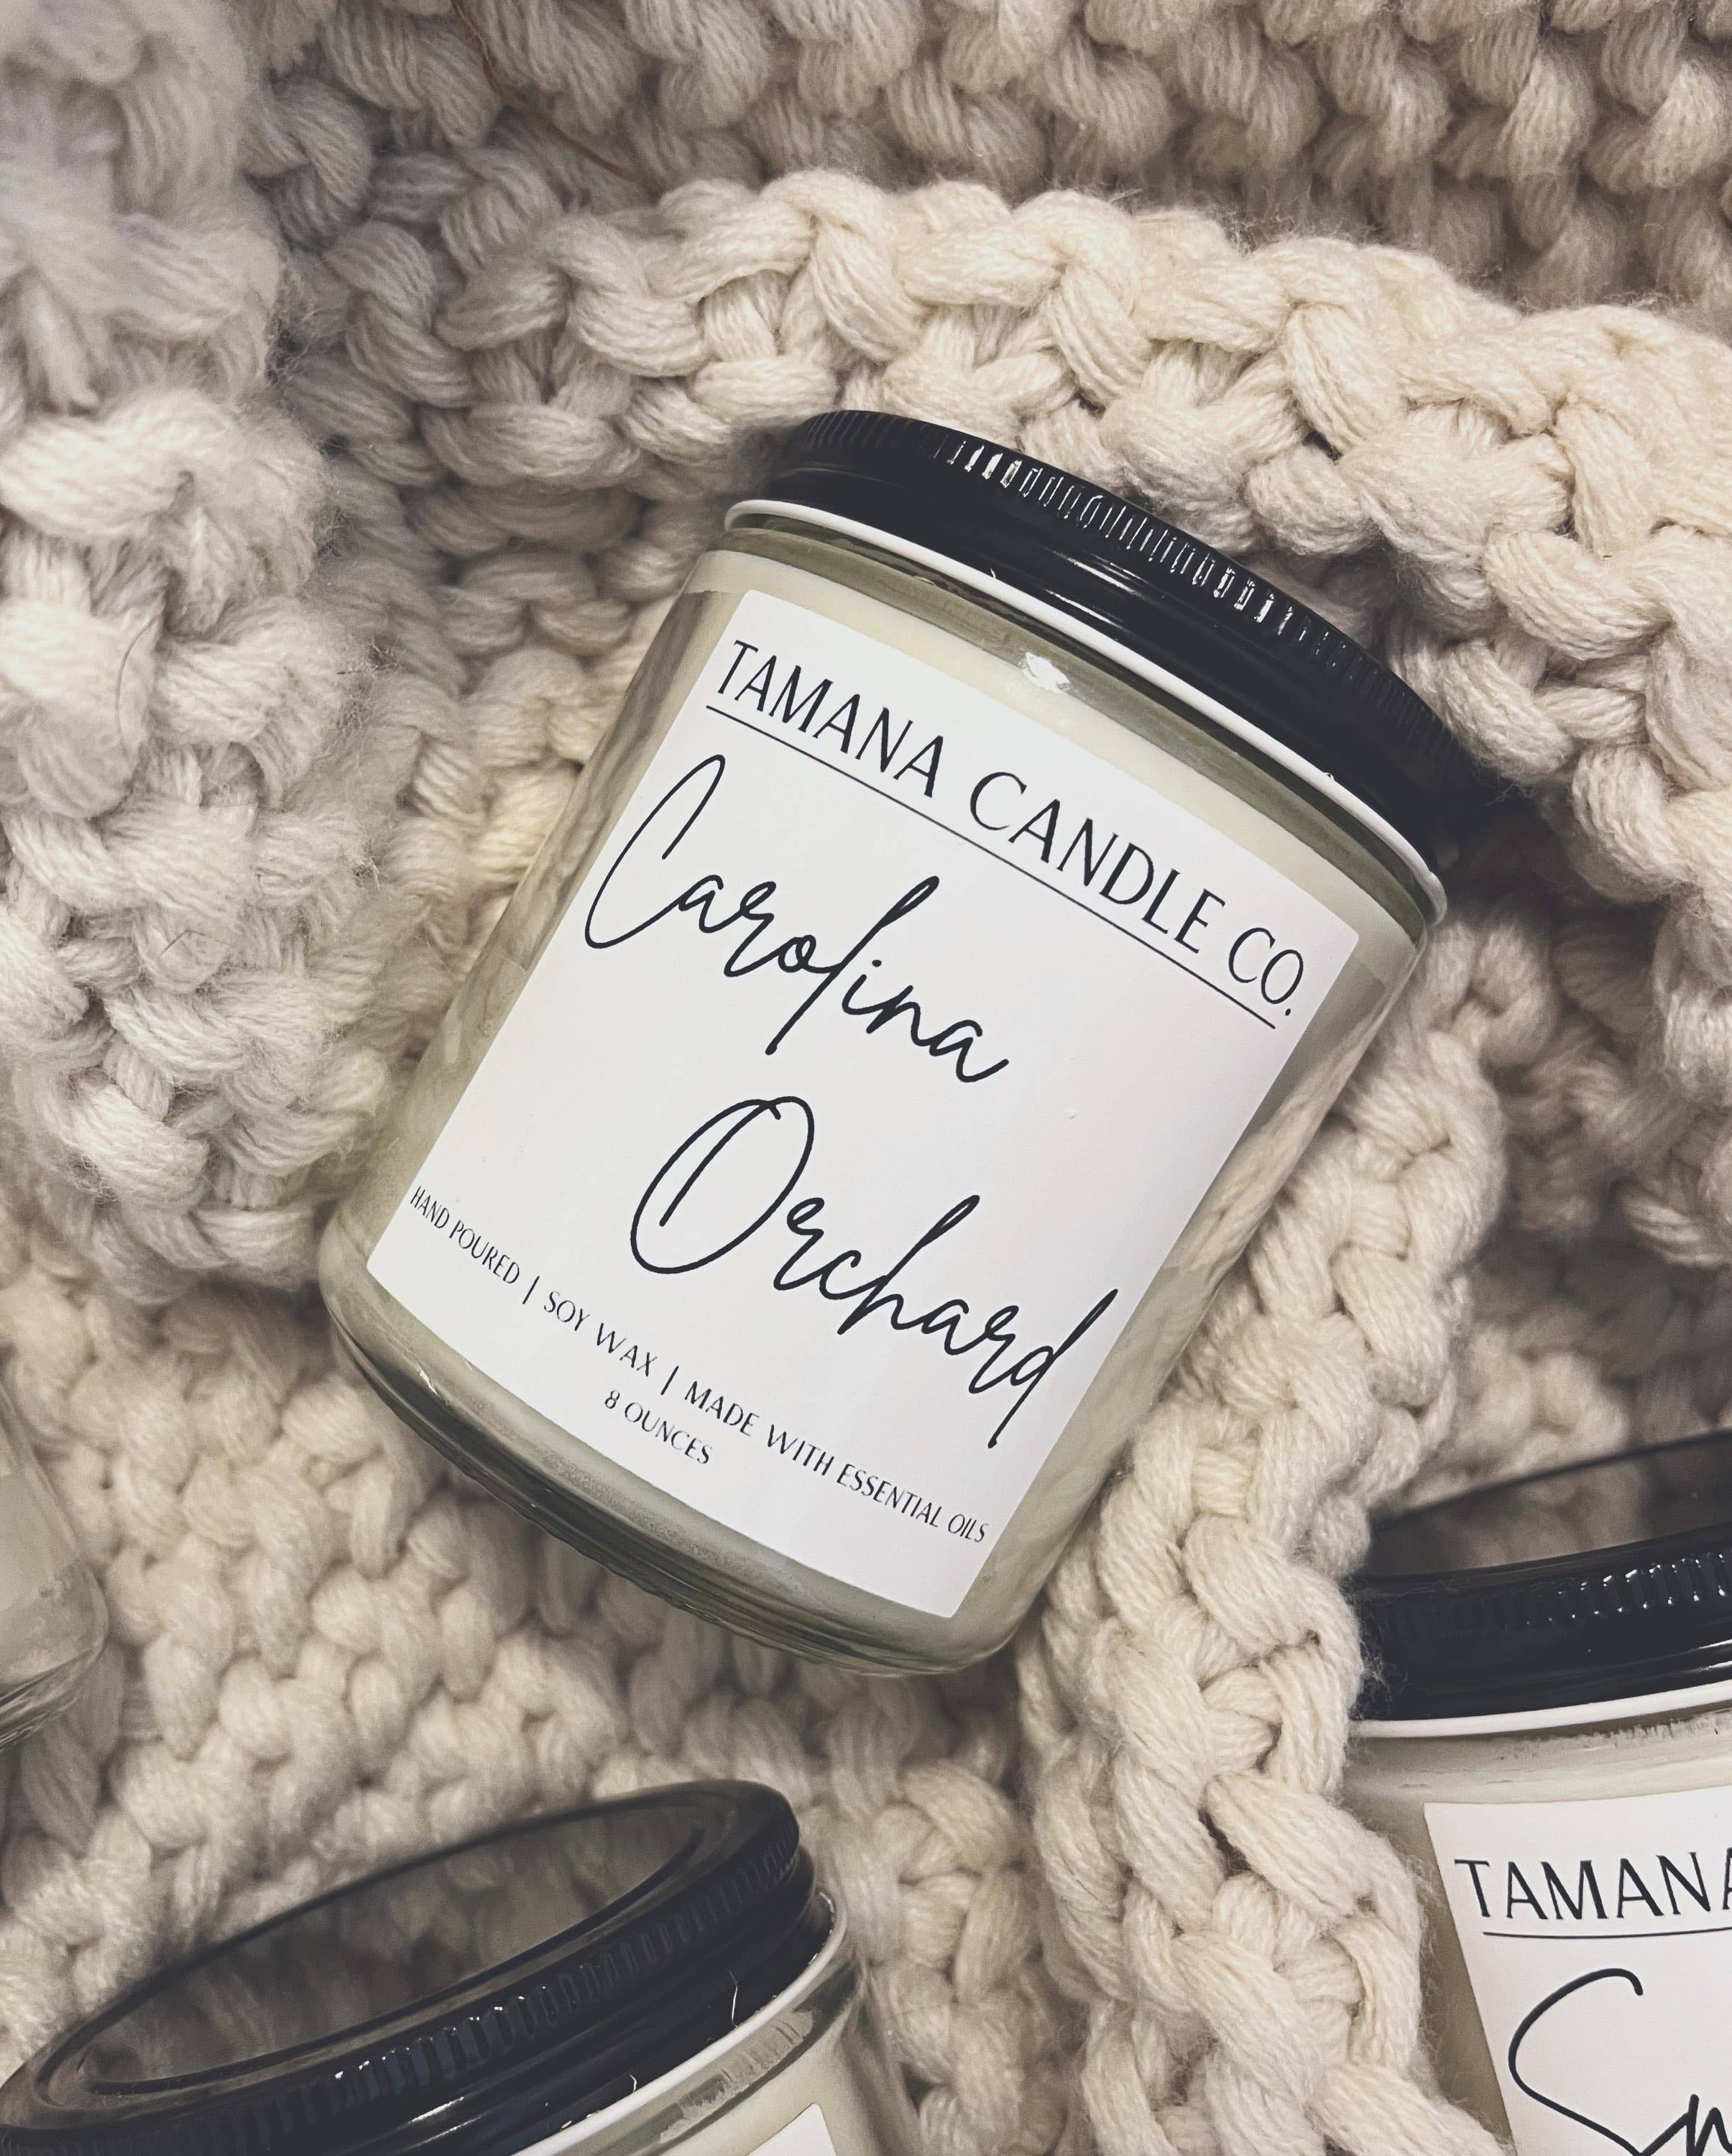 TAMANA CANDLE CO.
Carolina
Orchard
HAND POURED | SOY WAX | MADE WITH ESSENTIAL OILS
8 OUNCES
TAMANA